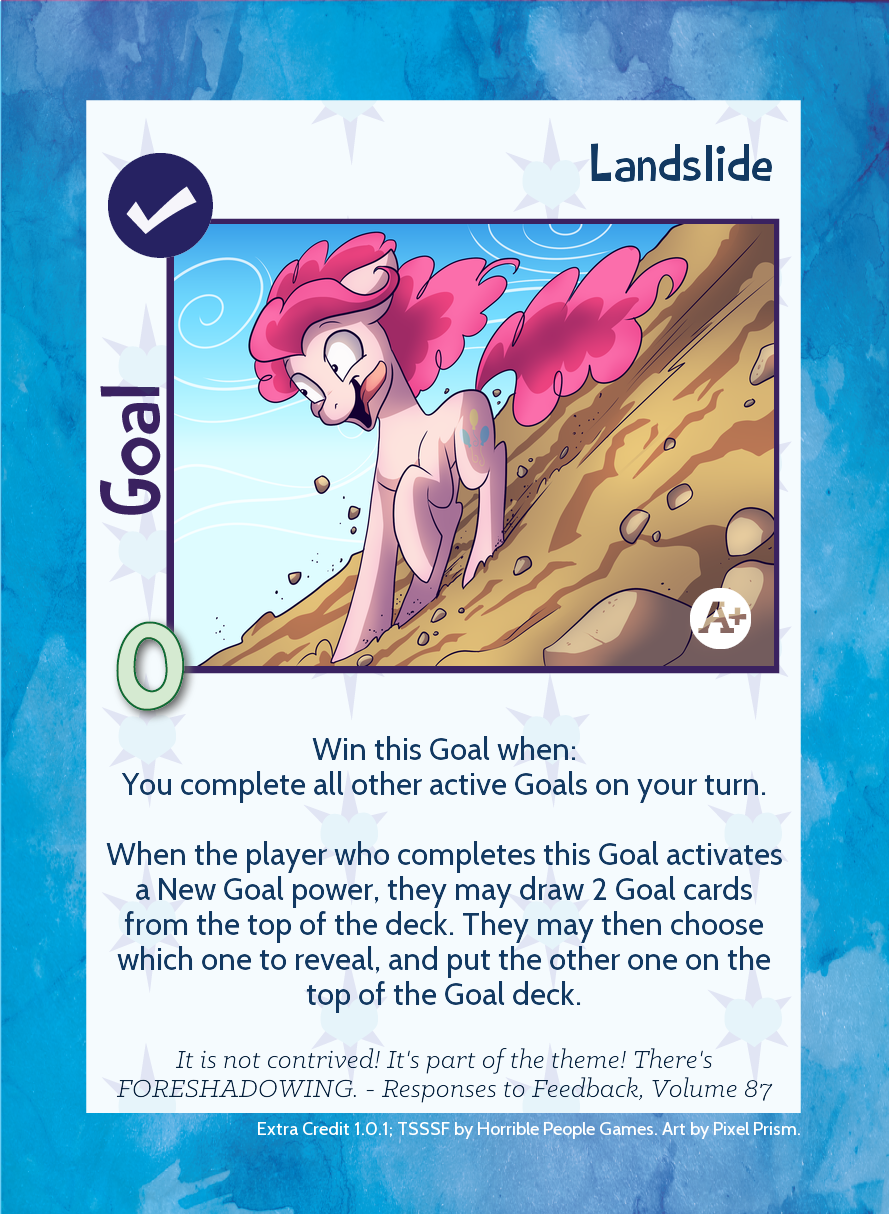 Landslide
Goal
A+
0
Win this Goal when:
You complete all other active Goals on your turn.
When the player who completes this Goal activates
a New Goal power, they may draw 2 Goal cards
from the top of the deck. They may then choose
which one to reveal, and put the other one on the
top of the Goal deck.
It is not contrived! It's part of the theme! There's
FORESHADOWING. - Responses to Feedback, Volume 87
Extra Credit 1.0.1; TSSSF by Horrible People Games. Art by Pixel Prism.